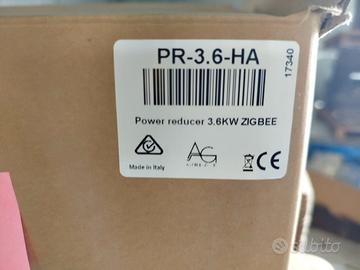 PR-3.6-HA
17340
Power reducer 3.6KW ZIGBEE
Made in Italy
AG
CE
subito